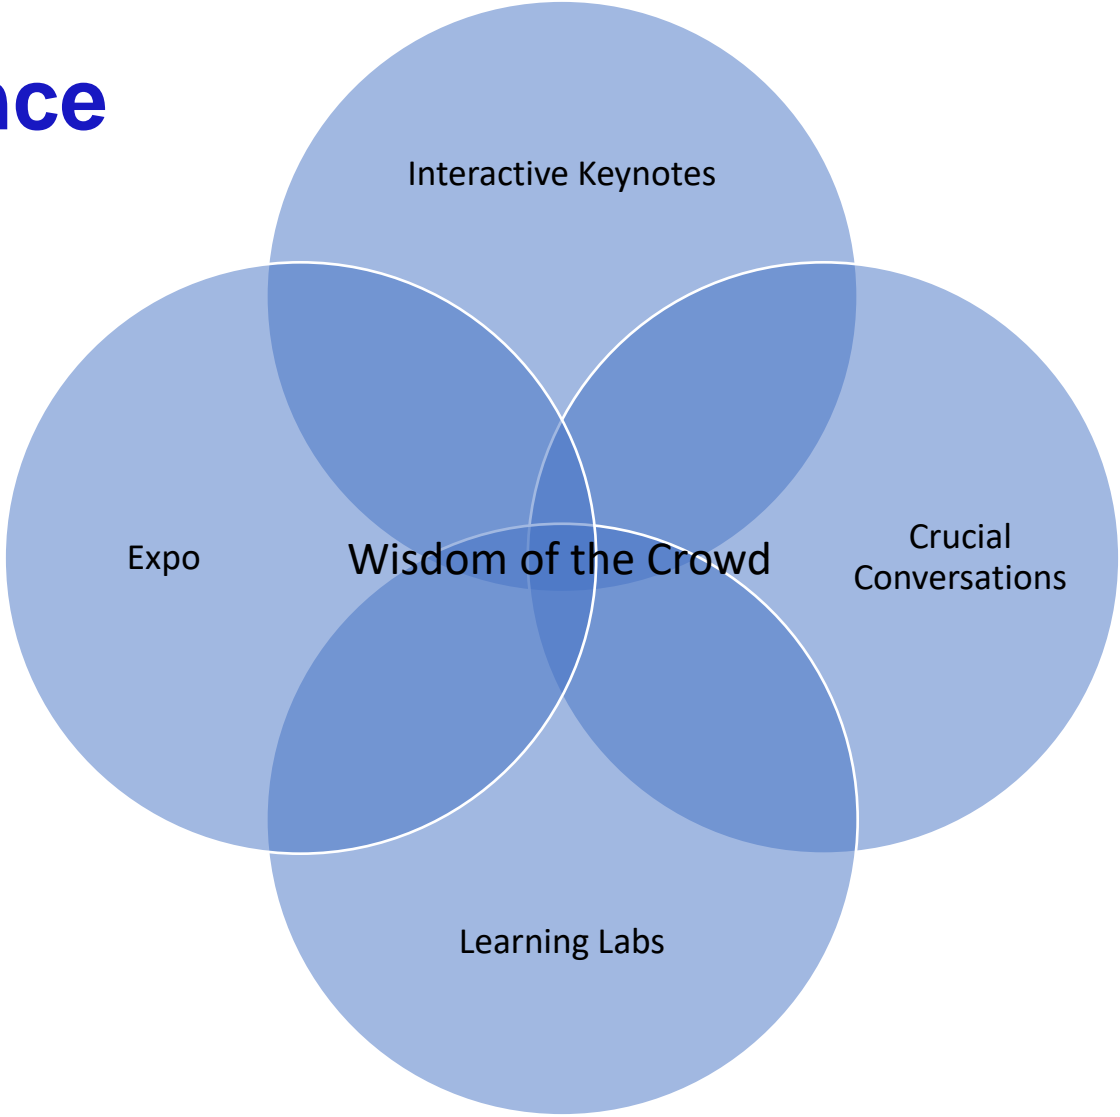 nce
Interactive Keynotes
Expo
Wisdom of the Crowd
Crucial
Conversations
Learning Labs